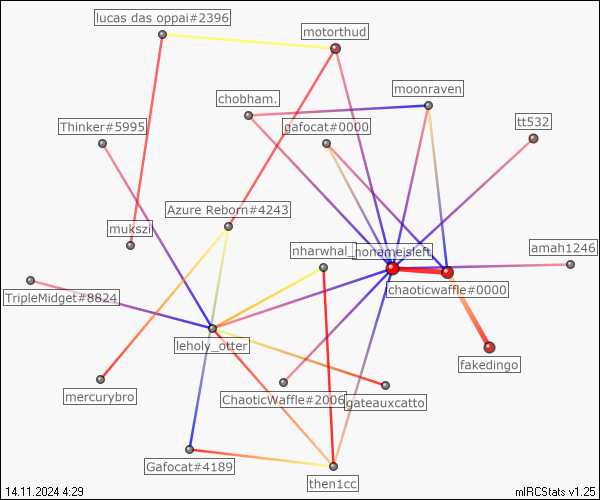 lucas das oppai#2396
motorthud
moonraven
chobham.
Thinker#5995
gafocat#0000
tt532
Azure Reborn#4243
mukszi
nharwhal_
nonameisleft
amah1246
TripleMidget#8824
chaoticwaffle#0000
leholy_otter
fakedingo
mercurybro
ChaoticWaffle#2006
gateauxcatto
Gafocat#4189
then1cc
14.11.2024 4:29
mIRCStats v1.25